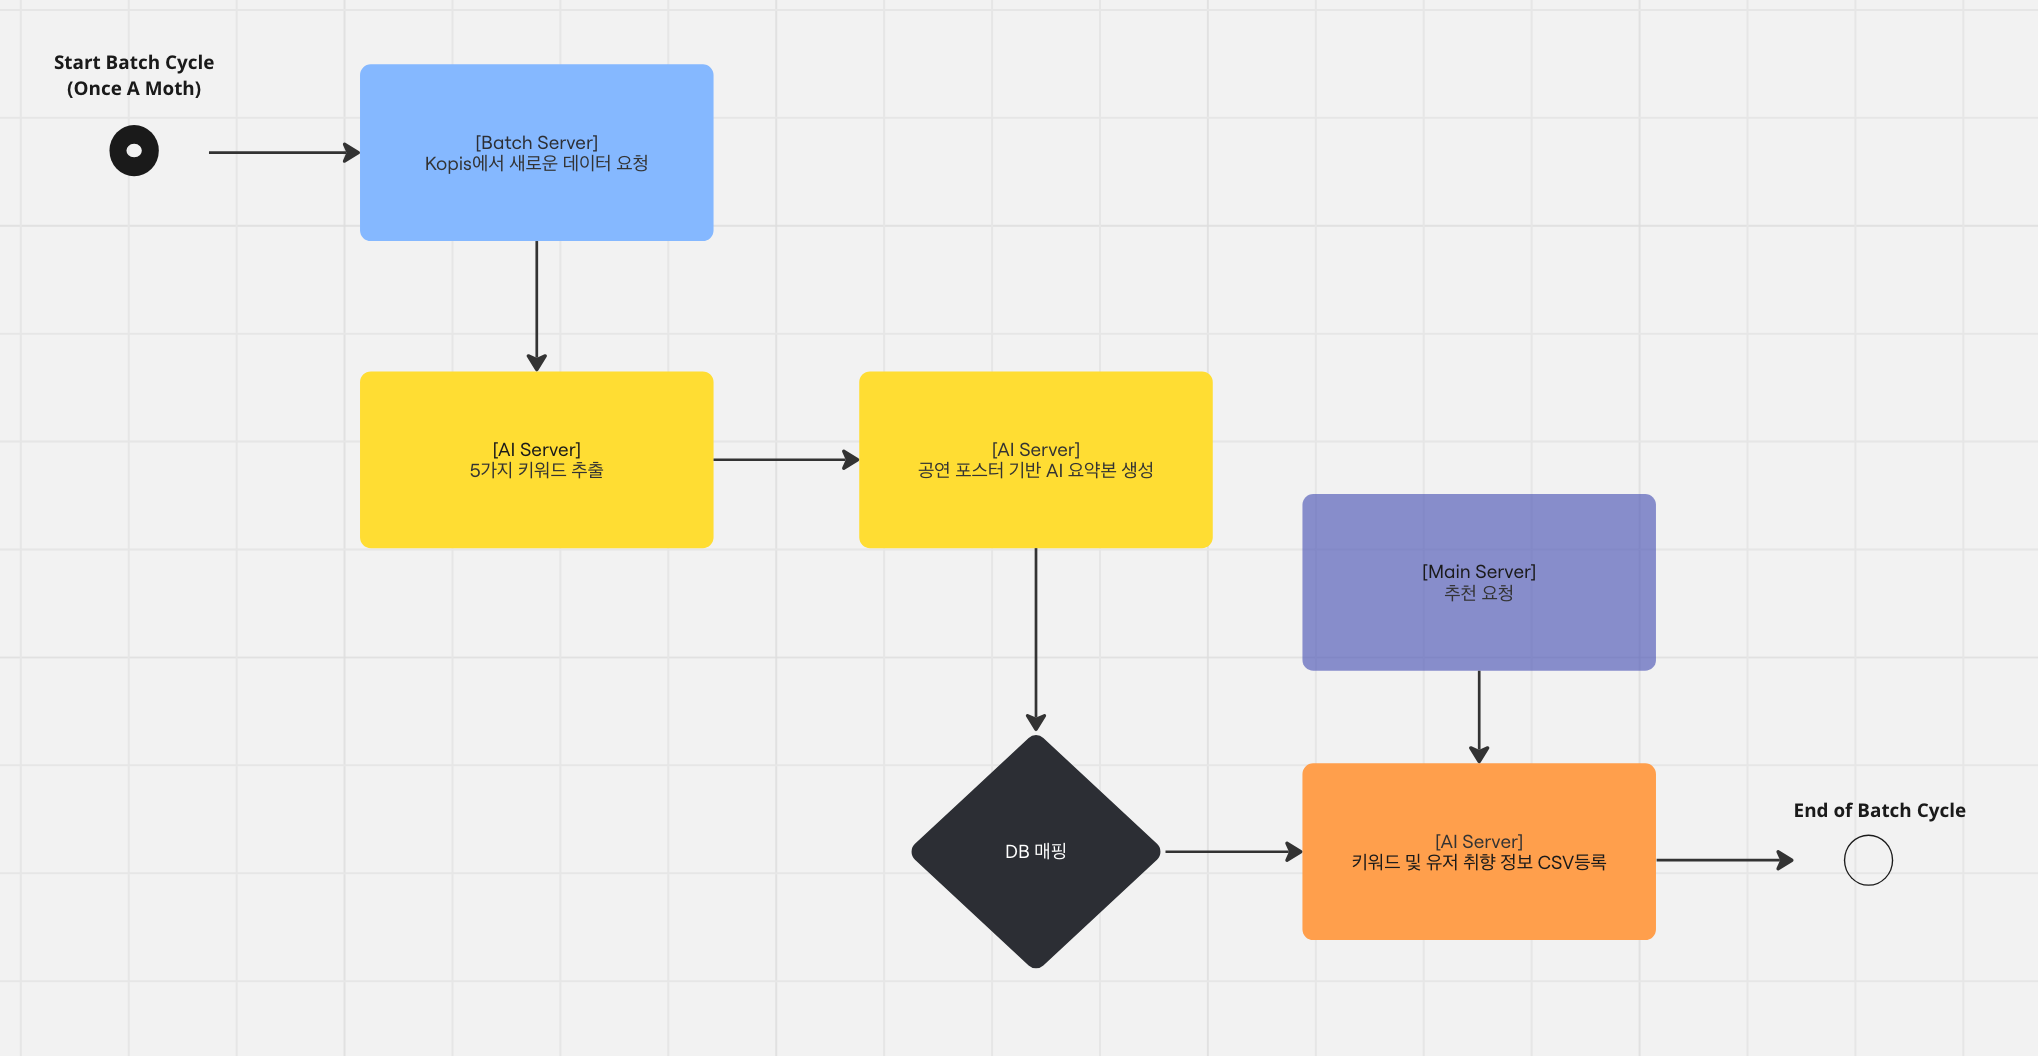 Start Batch Cycle
(Once A Moth)
[Batch Server]
Kopis에서 새로운 데이터 요청
[AI Server]
5가지 키워드 추출
[AI Server]
공연 포스터 기반 AI 요약본 생성
[Main Server]
추천 요청
DB 매핑
[AI Server]
키워드 및 유저 취향 정보 CSV등록
End of Batch Cycle